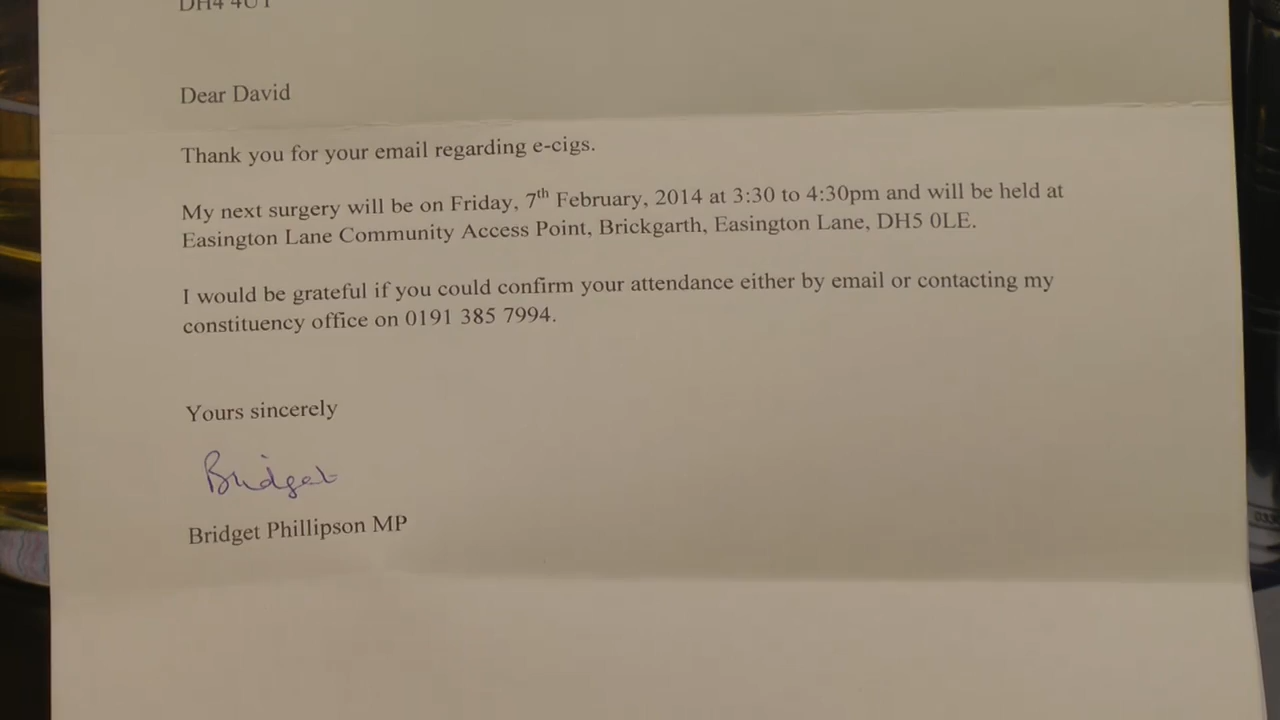 DH4 4UY
Dear David
Thank you for your email regarding e-cigs.
My next surgery will be on Friday, 7th February, 2014 at 3:30 to 4:30pm and will be held at
Easington Lane Community Access Point, Brickgarth, Easington Lane, DH5 0LE.
I would be grateful if you could confirm your attendance either by email or contacting my
constituency office on 0191 385 7994.
Yours sincerely
Bridget
Bridget Phillipson MP